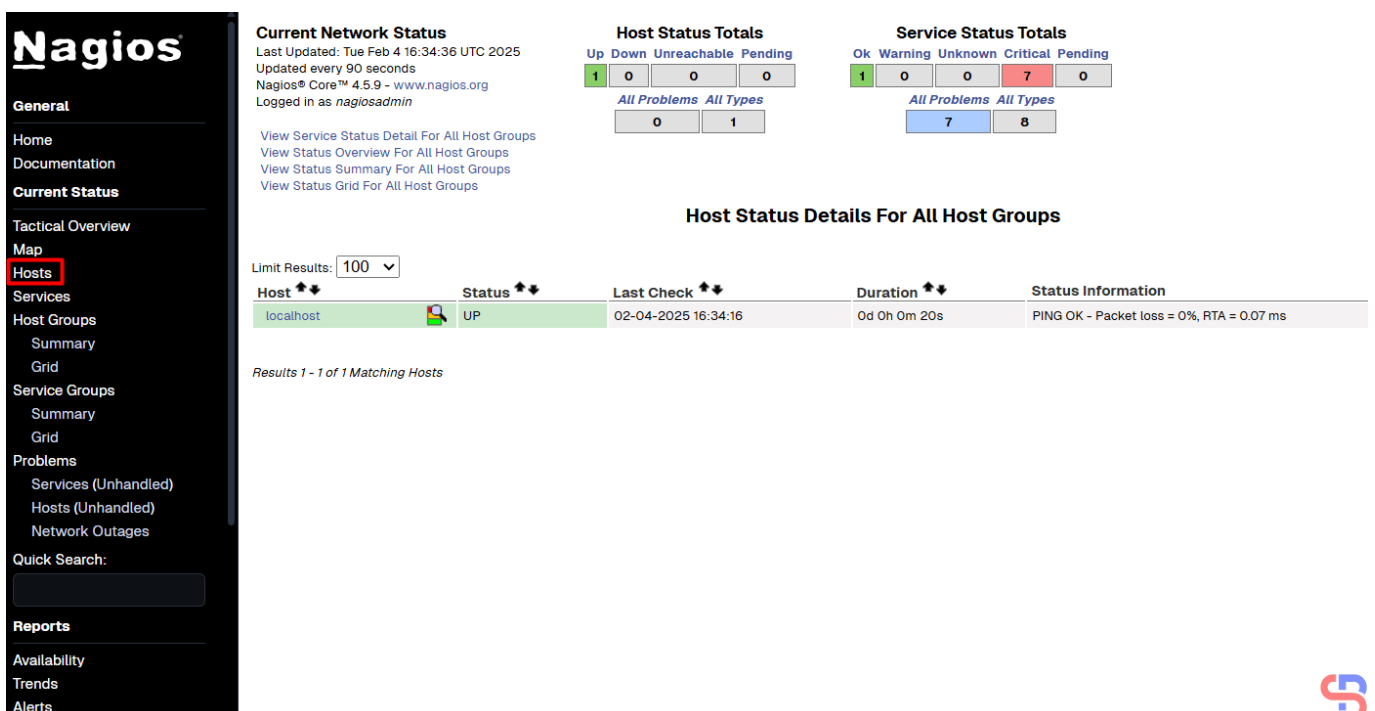 Nagios
General
Home
Documentation
Current Status
Tactical Overview
Map
Hosts
Services
Host Groups
Summary
Grid
Service Groups
Summary
Grid
Problems
Services (Unhandled)
Hosts (Unhandled)
Network Outages
Quick Search:
Reports
Availability
Trends
Alerts
Current Network Status
Last Updated: Tue Feb 4 16:34:36 UTC 2025
Updated every 90 seconds
Nagios® Core™ 4.5.9 - www.nagios.org
Logged in as nagiosadmin
View Service Status Detail For All Host Groups
View Status Overview For All Host Groups
View Status Summary For All Host Groups
View Status Grid For All Host Groups
Host Status Totals
Up Down Unreachable Pending
1 0 0 0
All Problems All Types
0 1
Service Status Totals
Ok Warning Unknown Critical Pending
1 0 0 7 0
All Problems All Types
7 8
Host Status Details For All Host Groups
Limit Results: 100
Host Status Last Check Duration Status Information
localhost UP 02-04-2025 16:34:16 0d 0h 0m 20s PING OK - Packet loss = 0%, RTA = 0.07 ms
Results 1 - 1 of 1 Matching Hosts